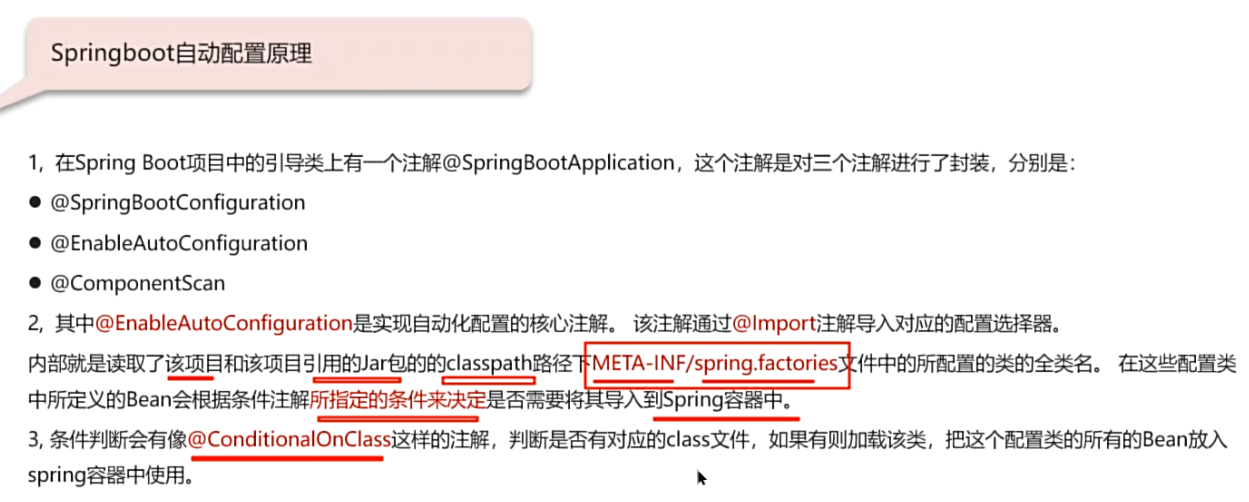 Springboot自动配置原理
1，在Spring Boot项目中的引导类上有一个注解@SpringBootApplication，这个注解是对三个注解进行了封装，分别是：
● @SpringBootConfiguration
● @EnableAutoConfiguration
● @ComponentScan
2，其中@EnableAutoConfiguration是实现自动化配置的核心注解。 该注解通过@Import注解导入对应的配置选择器。
内部就是读取了该项目和该项目引用的Jar包的的classpath路径下META-INF/spring.factories文件中的所配置的类的全类名。 在这些配置类
中所定义的Bean会根据条件注解所指定的条件来决定是否需要将其导入到Spring容器中。
3, 条件判断会有像@ConditionalOnClass这样的注解，判断是否有对应的class文件，如果有则加载该类，把这个配置类的所有的Bean放入
spring容器中使用。